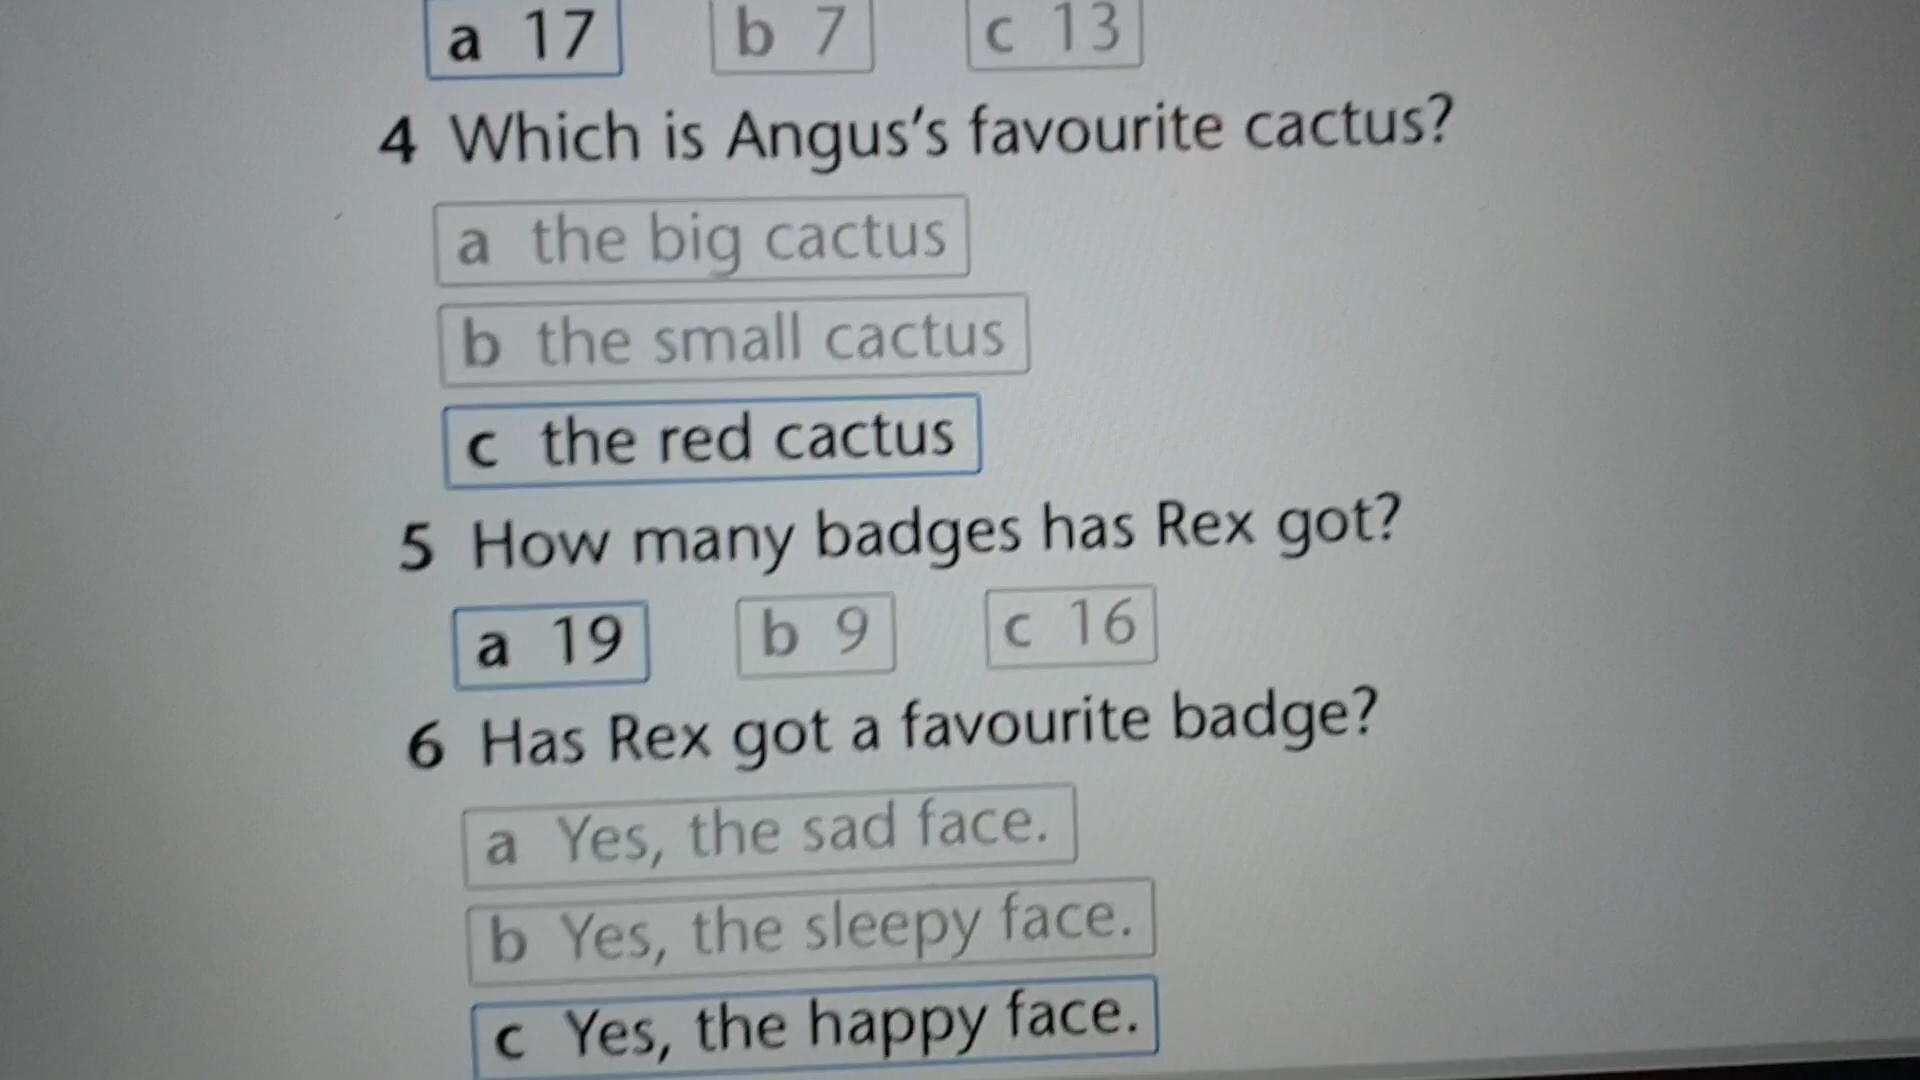 a 17 b 7 c 13
4 Which is Angus's favourite cactus?
a the big cactus
b the small cactus
c the red cactus
5 How many badges has Rex got?
a 19 b 9 c 16
6 Has Rex got a favourite badge?
a Yes, the sad face.
b Yes, the sleepy face.
c Yes, the happy face.